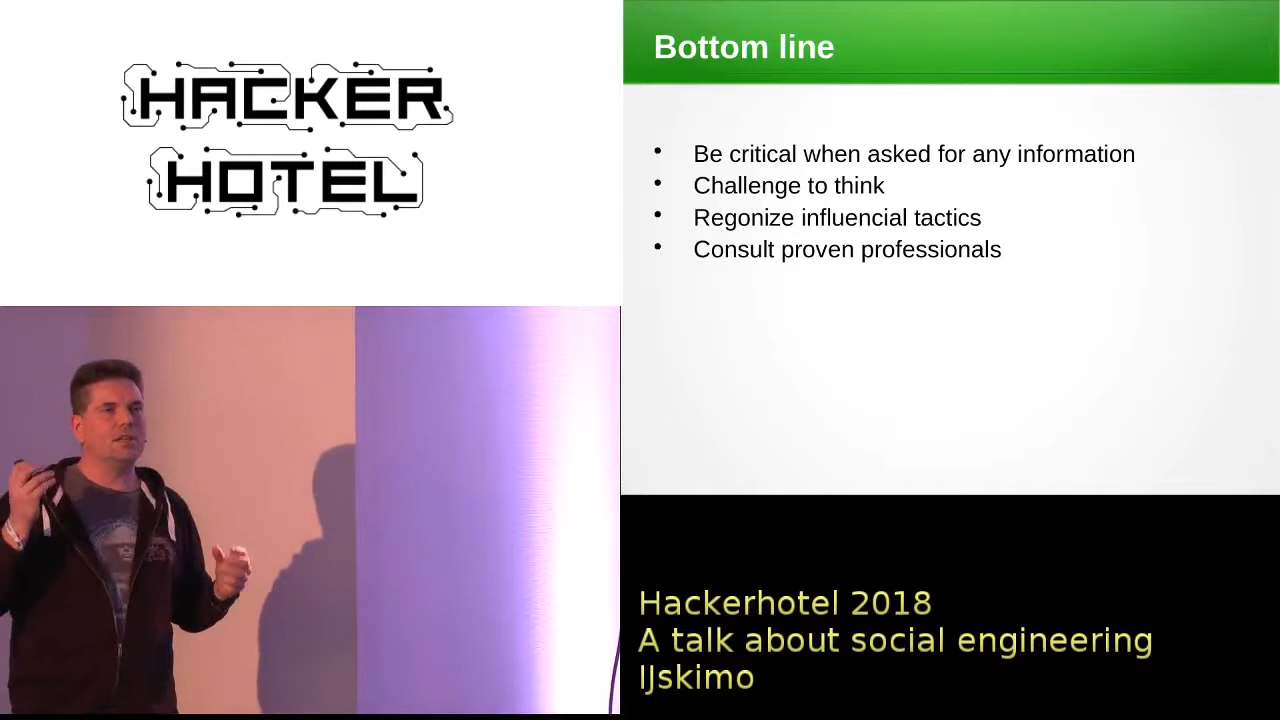 HACKER
HOTEL
Bottom line
• Be critical when asked for any information
• Challenge to think
• Regonize influencial tactics
• Consult proven professionals
Hackerhotel 2018
A talk about social engineering
IJskimo